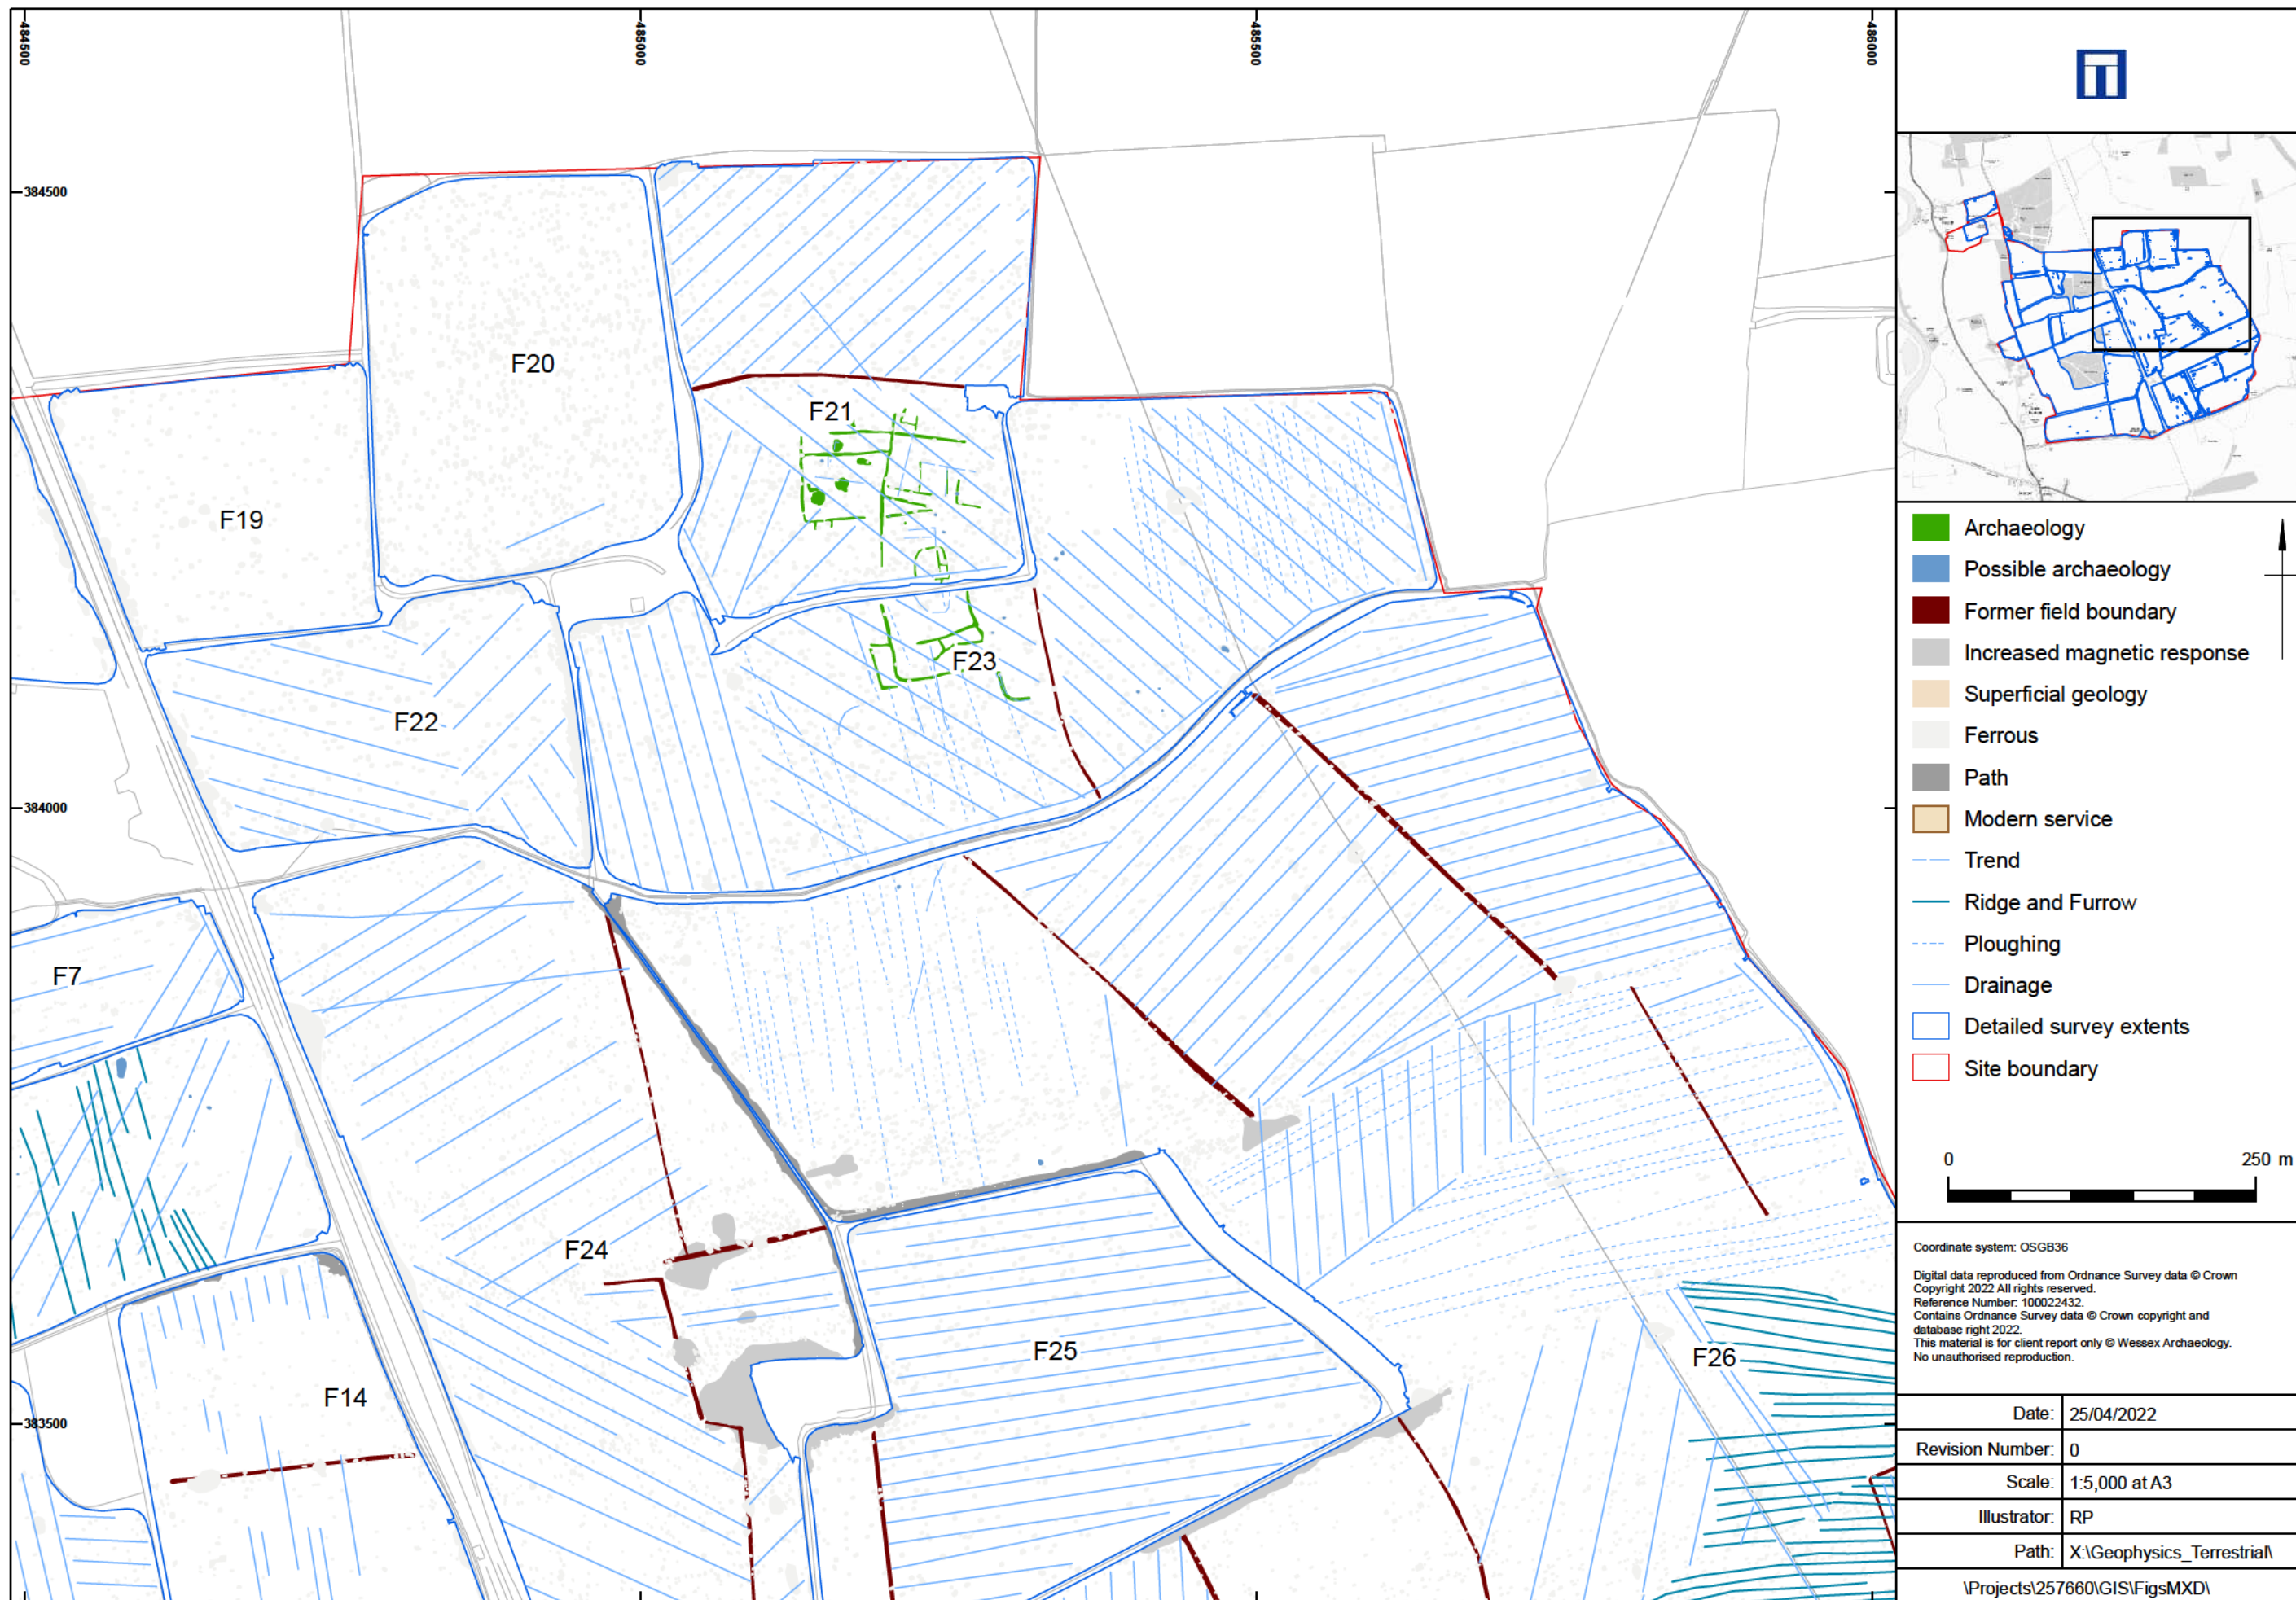 484500
485000
485500
486000
384500
384000
383500
F20
F21
F19
F23
F22
F7
F24
F25
F26
F14
Archaeology
Possible archaeology
Former field boundary
Increased magnetic response
Superficial geology
Ferrous
Path
Modern service
Trend
Ridge and Furrow
Ploughing
Drainage
Detailed survey extents
Site boundary
0 250 m
Coordinate system: OSGB36
Digital data reproduced from Ordnance Survey data © Crown
Copyright 2022 All rights reserved.
Reference Number: 100022432.
Contains Ordnance Survey data © Crown copyright and
database right 2022.
This material is for client report only © Wessex Archaeology.
No unauthorised reproduction.
Date: 25/04/2022
Revision Number: 0
Scale: 1:5,000 at A3
Illustrator: RP
Path: X:\Geophysics_Terrestrial\
\Projects\257660\GIS\FigsMXD\